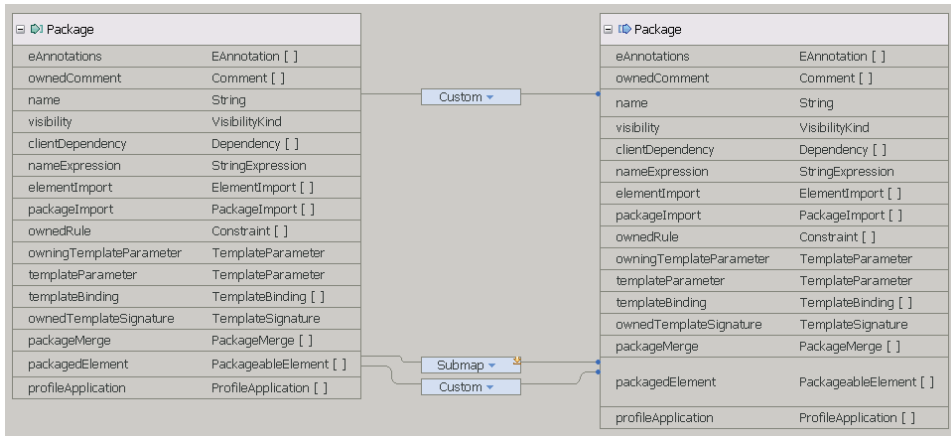 Package
eAnnotations EAnnotation [ ]
ownedComment Comment [ ]
name String
visibility VisibilityKind
clientDependency Dependency [ ]
nameExpression StringExpression
elementImport ElementImport [ ]
packageImport PackageImport [ ]
ownedRule Constraint [ ]
owningTemplateParameter TemplateParameter
templateParameter TemplateParameter
templateBinding TemplateBinding [ ]
ownedTemplateSignature TemplateSignature
packageMerge PackageMerge [ ]
packagedElement PackageableElement [ ]
profileApplication ProfileApplication [ ]
Custom
Submap
Custom
Package
eAnnotations EAnnotation [ ]
ownedComment Comment [ ]
name String
visibility VisibilityKind
clientDependency Dependency [ ]
nameExpression StringExpression
elementImport ElementImport [ ]
packageImport PackageImport [ ]
ownedRule Constraint [ ]
owningTemplateParameter TemplateParameter
templateParameter TemplateParameter
templateBinding TemplateBinding [ ]
ownedTemplateSignature TemplateSignature
packageMerge PackageMerge [ ]
packagedElement PackageableElement [ ]
profileApplication ProfileApplication [ ]